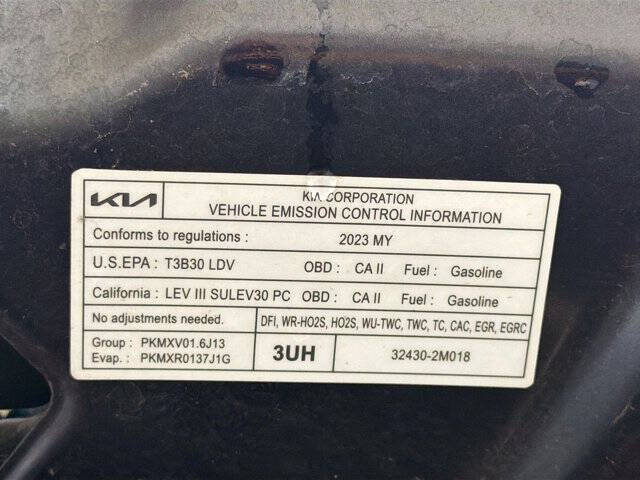 KIA
KIA CORPORATION
VEHICLE EMISSION CONTROL INFORMATION
Conforms to regulations : 2023 MY
U.S.EPA : T3B30 LDV OBD : CA II Fuel : Gasoline
California : LEV III SULEV30 PC OBD : CA II Fuel : Gasoline
No adjustments needed. DFI, WR-HO2S, HO2S, WU-TWC, TWC, TC, CAC, EGR, EGRC
Group : PKMXV01.6J13
Evap. : PKMXR0137J1G
3UH
32430-2M018